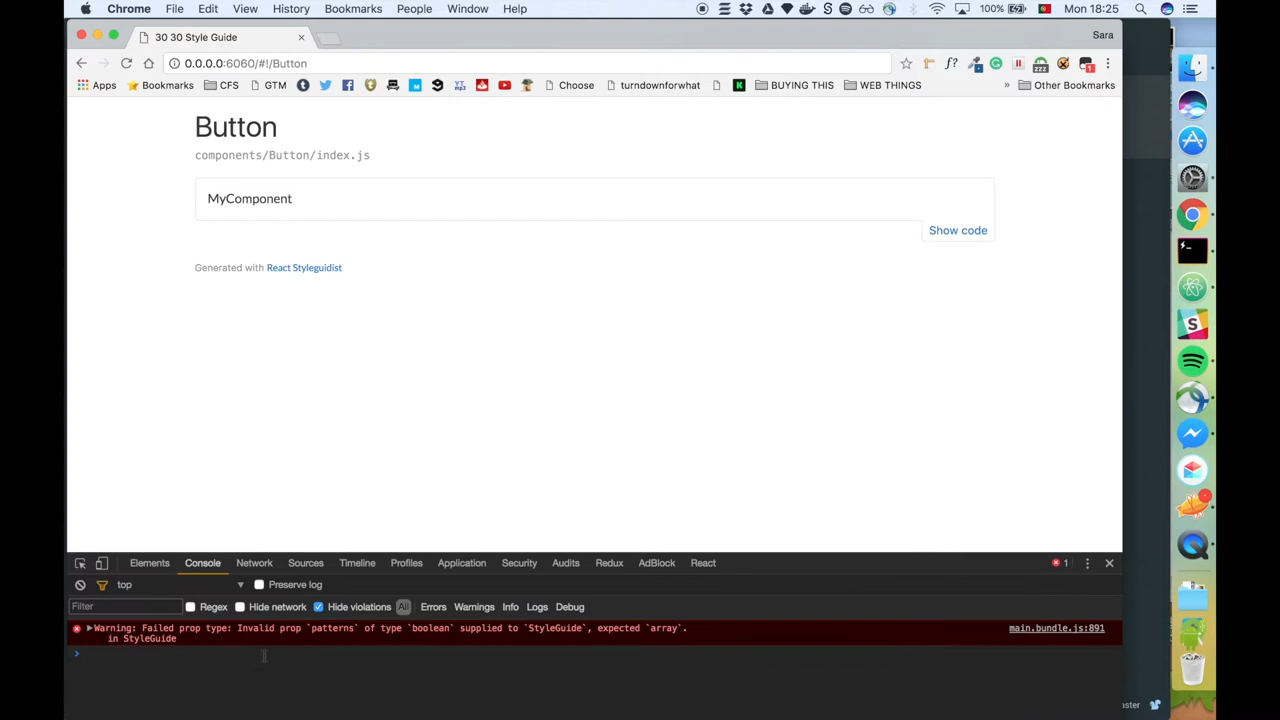 Chrome File Edit View History Bookmarks People Window Help 100% Mon 18:25
30 30 Style Guide Sara
0.0.0.0:6060/#!/Button f?
Apps Bookmarks CFS GTM Choose turndownforwhat BUYING THIS WEB THINGS » Other Bookmarks
Button
components/Button/index.js
MyComponent
Show code
Generated with React Styleguidist
Elements Console Network Sources Timeline Profiles Application Security Audits Redux AdBlock React 1
top Preserve log
Filter Regex Hide network Hide violations All Errors Warnings Info Logs Debug
Warning: Failed prop type: Invalid prop `patterns` of type `boolean` supplied to `StyleGuide`, expected `array`. main.bundle.js:891
in StyleGuide
ster